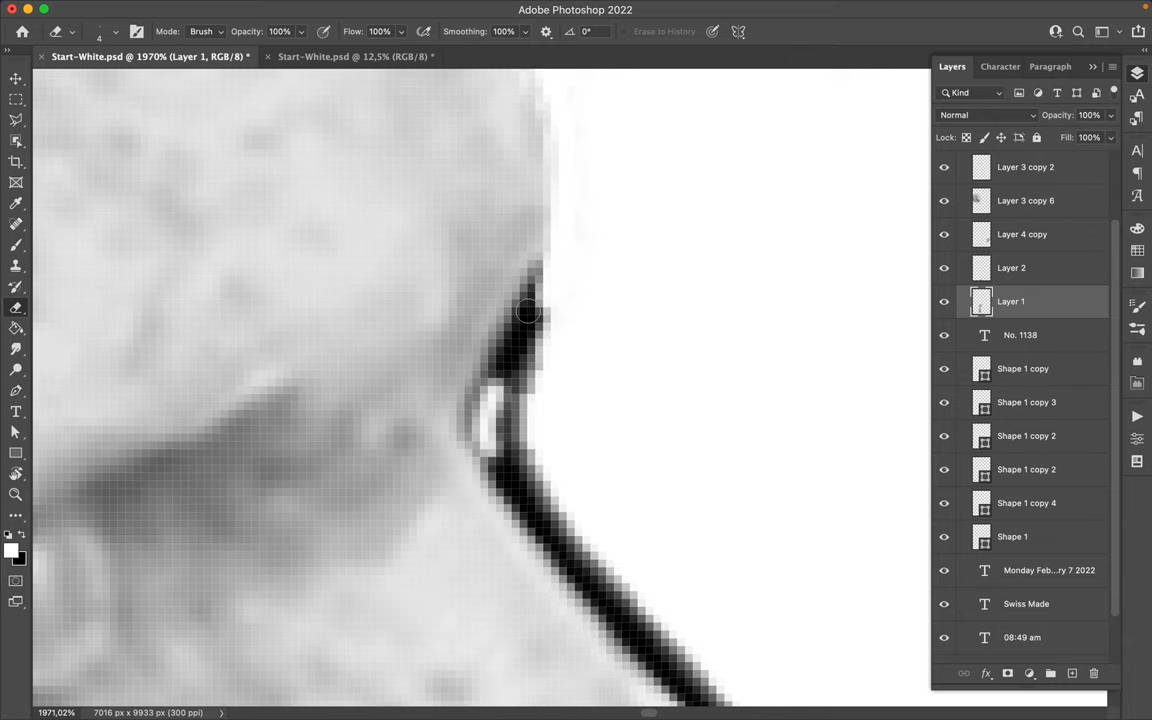 Adobe Photoshop 2022
4
Mode: Brush Opacity: 100% Flow: 100% Smoothing: 100% 0° Erase to History
Start-White.psd @ 1970% (Layer 1, RGB/8) * Start-White.psd @ 12,5% (RGB/8) *
Layers Character Paragraph
Kind
Normal Opacity: 100%
Lock: Fill: 100%
Layer 3 copy 2
Layer 3 copy 6
Layer 4 copy
Layer 2
Layer 1
No. 1138
Shape 1 copy
Shape 1 copy 3
Shape 1 copy 2
Shape 1 copy 2
Shape 1 copy 4
Shape 1
Monday Feb...ry 7 2022
Swiss Made
08:49 am
fx
1971,02% 7016 px x 9933 px (300 ppi)